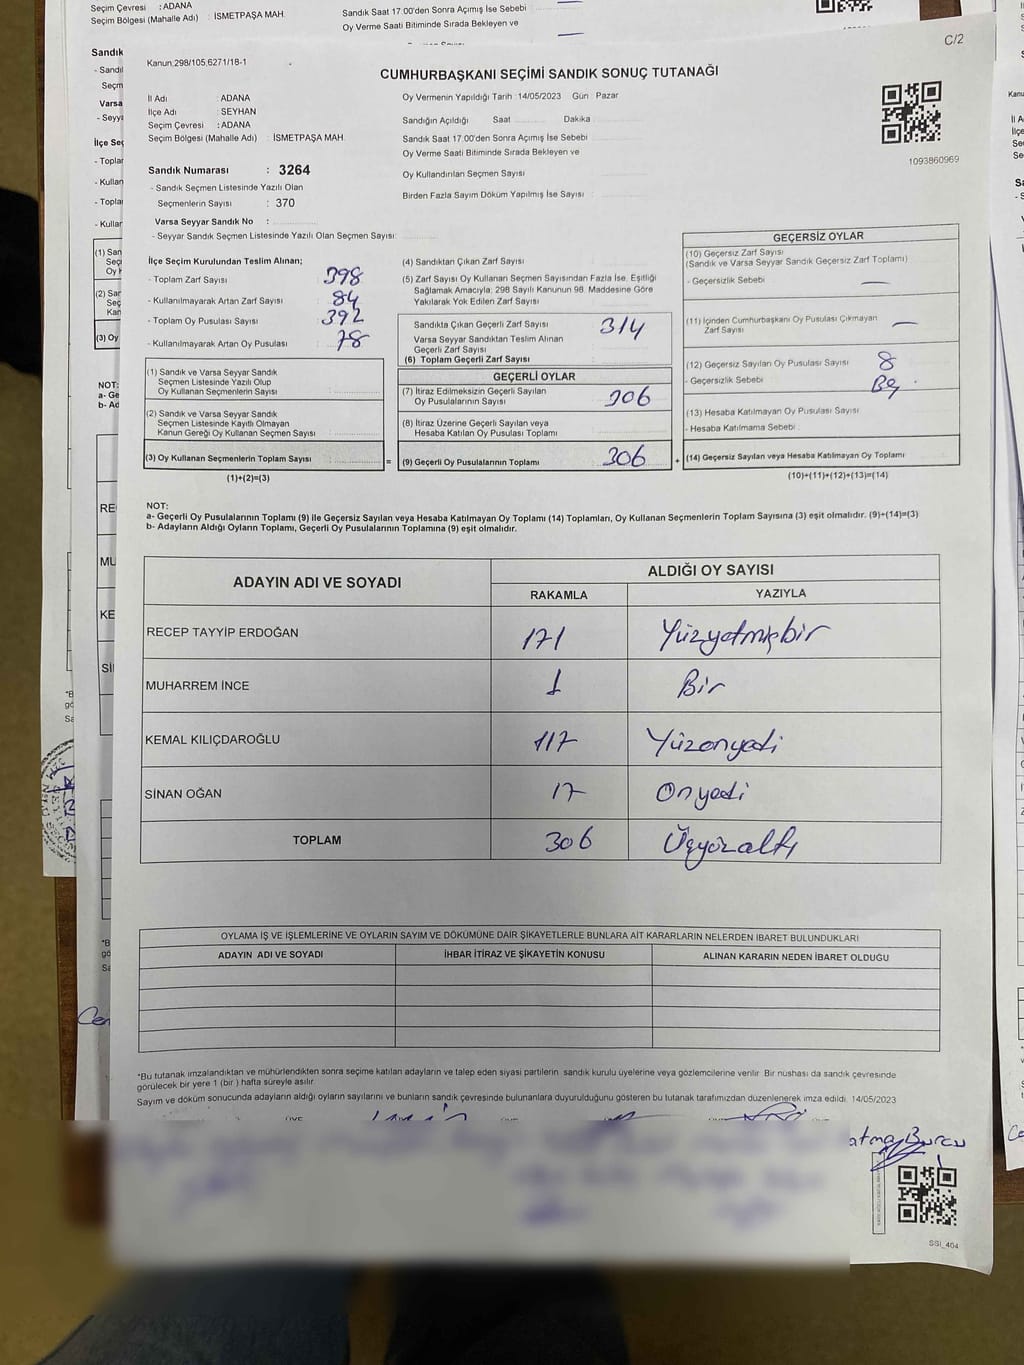 Seçim Çevresi : ADANA
Seçim Bölgesi (Mahalle Adı) : İSMETPAŞA MAH.
Sandık Saat 17:00'den Sonra Açımış İse Sebebi
Oy Verme Saati Bitiminde Sırada Bekleyen ve
C/2
Kanun:298/105,6271/18-1
CUMHURBAŞKANI SEÇİMİ SANDIK SONUÇ TUTANAĞI
İl Adı : ADANA
İlçe Adı : SEYHAN
Seçim Çevresi : ADANA
Seçim Bölgesi (Mahalle Adı) : İSMETPAŞA MAH.
Oy Vermenin Yapıldığı Tarih :14/05/2023 Gün : Pazar
Sandığın Açıldığı Saat Dakika
Sandık Saat 17:00'den Sonra Açımış İse Sebebi
Oy Verme Saati Bitiminde Sırada Bekleyen ve
Oy Kullandırılan Seçmen Sayısı
Birden Fazla Sayım Döküm Yapılmış İse Sayısı :
1093860969
Sandık Numarası : 3264
- Sandık Seçmen Listesinde Yazılı Olan
Seçmenlerin Sayısı : 370
Varsa Seyyar Sandık No :
- Seyyar Sandık Seçmen Listesinde Yazılı Olan Seçmen Sayısı:
İlçe Seçim Kurulundan Teslim Alınan;
- Toplam Zarf Sayısı : 398
- Kullanılmayarak Artan Zarf Sayısı : 84
- Toplam Oy Pusulası Sayısı : 392
- Kullanılmayarak Artan Oy Pusulası : 78
(1) Sandık ve Varsa Seyyar Sandık
Seçmen Listesinde Yazılı Olup
Oy Kullanan Seçmenlerin Sayısı :
(2) Sandık ve Varsa Seyyar Sandık
Seçmen Listesinde Kayıtlı Olmayan
Kanun Gereği Oy Kullanan Seçmen Sayısı :
(3) Oy Kullanan Seçmenlerin Toplam Sayısı : =
(1)+(2)=(3)
(4) Sandıktan Çıkan Zarf Sayısı :
(5) Zarf Sayısı Oy Kullanan Seçmen Sayısından Fazla İse, Eşitliği
Sağlamak Amacıyla; 298 Sayılı Kanunun 98. Maddesine Göre
Yakılarak Yok Edilen Zarf Sayısı :
Sandıkta Çıkan Geçerli Zarf Sayısı : 314
Varsa Seyyar Sandıktan Teslim Alınan
Geçerli Zarf Sayısı :
(6) Toplam Geçerli Zarf Sayısı :
GEÇERLİ OYLAR
(7) İtiraz Edilmeksizin Geçerli Sayılan
Oy Pusulalarının Sayısı : 306
(8) İtiraz Üzerine Geçerli Sayılan veya
Hesaba Katılan Oy Pusulası Toplamı :
(9) Geçerli Oy Pusulalarının Toplamı : 306 +
GEÇERSİZ OYLAR
(10) Geçersiz Zarf Sayısı
(Sandık ve Varsa Seyyar Sandık Geçersiz Zarf Toplamı)
- Geçersizlik Sebebi : —
(11) İçinden Cumhurbaşkanı Oy Pusulası Çıkmayan
Zarf Sayısı : —
(12) Geçersiz Sayılan Oy Pusulası Sayısı : 8
- Geçersizlik Sebebi :
(13) Hesaba Katılmayan Oy Pusulası Sayısı :
- Hesaba Katılmama Sebebi :
(14) Geçersiz Sayılan veya Hesaba Katılmayan Oy Toplamı :
(10)+(11)+(12)+(13)=(14)
NOT:
a- Geçerli Oy Pusulalarının Toplamı (9) ile Geçersiz Sayılan veya Hesaba Katılmayan Oy Toplamı (14) Toplamları, Oy Kullanan Seçmenlerin Toplam Sayısına (3) eşit olmalıdır. (9)+(14)=(3)
b- Adayların Aldığı Oyların Toplamı, Geçerli Oy Pusulalarının Toplamına (9) eşit olmalıdır.
ADAYIN ADI VE SOYADI ALDIĞI OY SAYISI
RAKAMLA YAZIYLA
RECEP TAYYİP ERDOĞAN 171 Yüzyetmişbir
MUHARREM İNCE 1 Bir
KEMAL KILIÇDAROĞLU 117 Yüzonyedi
SİNAN OĞAN 17 Onyedi
TOPLAM 306 Üçyüzaltı
OYLAMA İŞ VE İŞLEMLERİNE VE OYLARIN SAYIM VE DÖKÜMÜNE DAİR ŞİKAYETLERLE BUNLARA AİT KARARLARIN NELERDEN İBARET BULUNDUKLARI
ADAYIN ADI VE SOYADI İHBAR İTİRAZ VE ŞİKAYETİN KONUSU ALINAN KARARIN NEDEN İBARET OLDUĞU
*Bu tutanak imzalandıktan ve mühürlendikten sonra seçime katılan adayların ve talep eden siyasi partilerin sandık kurulu üyelerine veya gözlemcilerine verilir. Bir nüshası da sandık çevresinde
görülecek bir yere 1 (bir ) hafta süreyle asılır.
Sayım ve döküm sonucunda adayların aldığı oyların sayılarını ve bunların sandık çevresinde bulunanlara duyurulduğunu gösteren bu tutanak tarafımızdan düzenlenerek imza edildi. 14/05/2023
atma Burcu
SSI_404